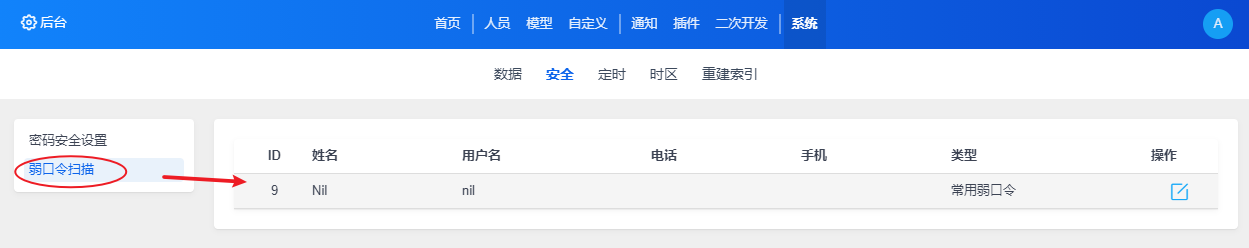 后台 首页 人员 模型 自定义 通知 插件 二次开发 系统 A
数据 安全 定时 时区 重建索引
密码安全设置
弱口令扫描
ID 姓名 用户名 电话 手机 类型 操作
9 Nil nil 常用弱口令